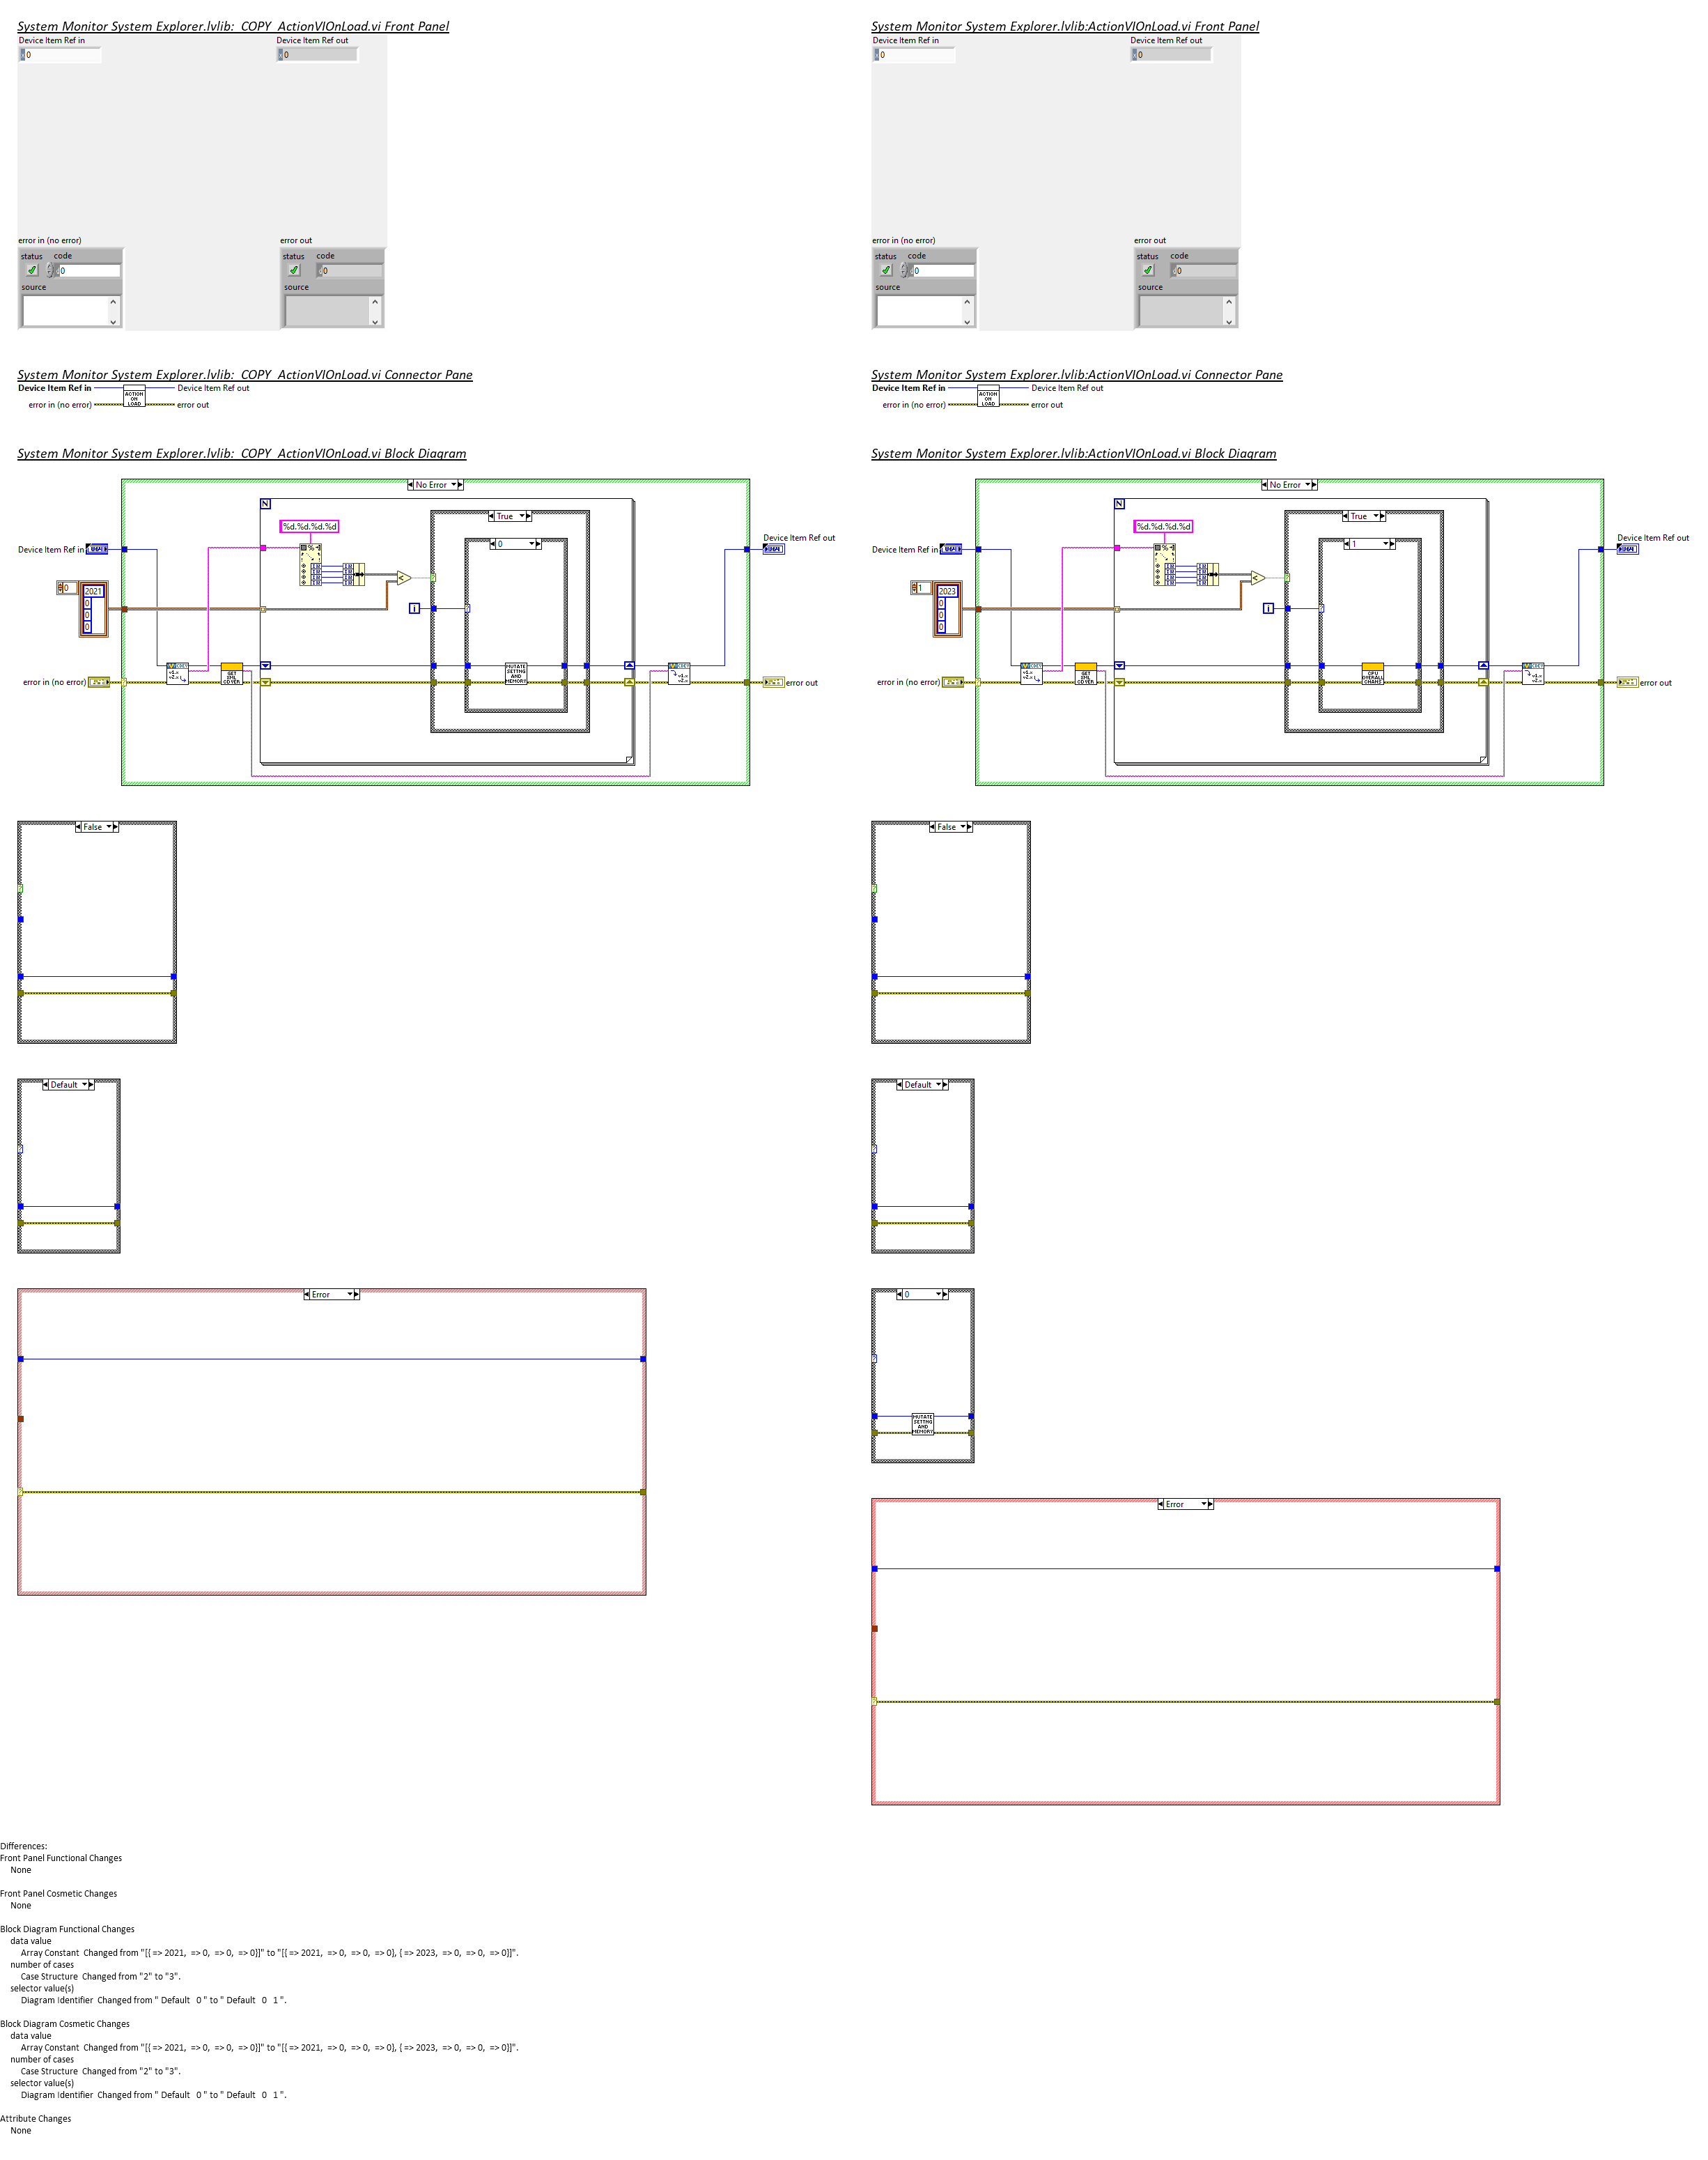 System Monitor System Explorer.lvlib:  COPY  ActionVIOnLoad.vi Front Panel
Device Item Ref in
Device Item Ref out
0
0
error in (no error)
error out
status
code
0
source
status
code
0
source
System Monitor System Explorer.lvlib:  COPY  ActionVIOnLoad.vi Connector Pane
Device Item Ref in
Device Item Ref out
ACTION
ON
LOAD
error in (no error)
error out
System Monitor System Explorer.lvlib:  COPY  ActionVIOnLoad.vi Block Diagram
No Error
N
%d.%d.%d.%d
True
0
Device Item Ref in
Device Item Ref out
0
2021
0
0
0
i
MUTATE
SETTNG
AND
MEMORY
error in (no error)
error out
False
Default
Error
System Monitor System Explorer.lvlib:ActionVIOnLoad.vi Front Panel
Device Item Ref in
Device Item Ref out
0
0
error in (no error)
error out
status
code
0
source
status
code
0
source
System Monitor System Explorer.lvlib:ActionVIOnLoad.vi Connector Pane
Device Item Ref in
Device Item Ref out
ACTION
ON
LOAD
error in (no error)
error out
System Monitor System Explorer.lvlib:ActionVIOnLoad.vi Block Diagram
No Error
N
%d.%d.%d.%d
True
1
Device Item Ref in
Device Item Ref out
1
2023
0
0
0
i
error in (no error)
error out
False
Default
0
MUTATE
SETTNG
AND
MEMORY
Error
Differences:
Front Panel Functional Changes
None
Front Panel Cosmetic Changes
None
Block Diagram Functional Changes
data value
Array Constant  Changed from "[{ => 2021,  => 0,  => 0,  => 0}]" to "[{ => 2021,  => 0,  => 0,  => 0}, { => 2023,  => 0,  => 0,  => 0}]".
number of cases
Case Structure  Changed from "2" to "3".
selector value(s)
Diagram Identifier  Changed from " Default   0 " to " Default   0   1 ".
Block Diagram Cosmetic Changes
data value
Array Constant  Changed from "[{ => 2021,  => 0,  => 0,  => 0}]" to "[{ => 2021,  => 0,  => 0,  => 0}, { => 2023,  => 0,  => 0,  => 0}]".
number of cases
Case Structure  Changed from "2" to "3".
selector value(s)
Diagram Identifier  Changed from " Default   0 " to " Default   0   1 ".
Attribute Changes
None